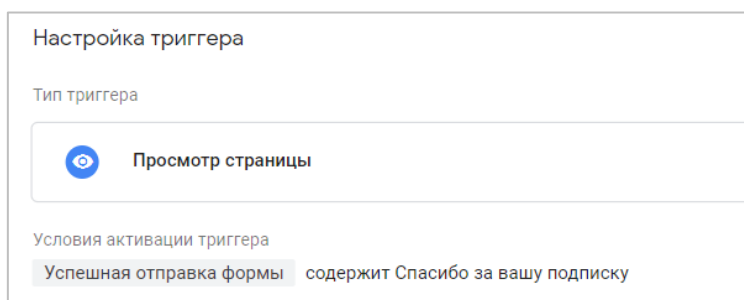 Настройка триггера
Тип триггера
Просмотр страницы
Условия активации триггера
Успешная отправка формы содержит Спасибо за вашу подписку